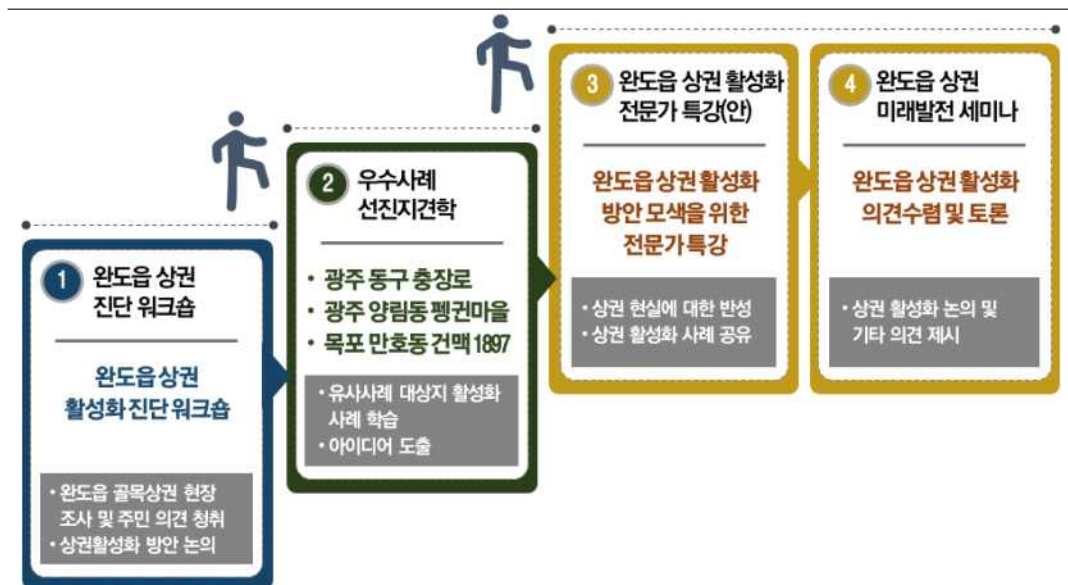 1
완도읍 상권
진단 워크숍
완도읍 상권
활성화 진단 워크숍
• 완도읍 골목상권 현장
조사 및 주민 의견 청취
• 상권활성화 방안 논의
2
우수사례
선진지견학
• 광주 동구 충장로
• 광주 양림동 펭귄마을
• 목포 만호동 건맥1897
• 유사사례 대상지 활성화
사례 학습
• 아이디어 도출
3
완도읍 상권 활성화
전문가 특강(안)
완도읍 상권 활성화
방안 모색을 위한
전문가 특강
• 상권 현실에 대한 반성
• 상권 활성화 사례 공유
4
완도읍 상권
미래발전 세미나
완도읍 상권 활성화
의견수렴 및 토론
• 상권 활성화 논의 및
기타 의견 제시